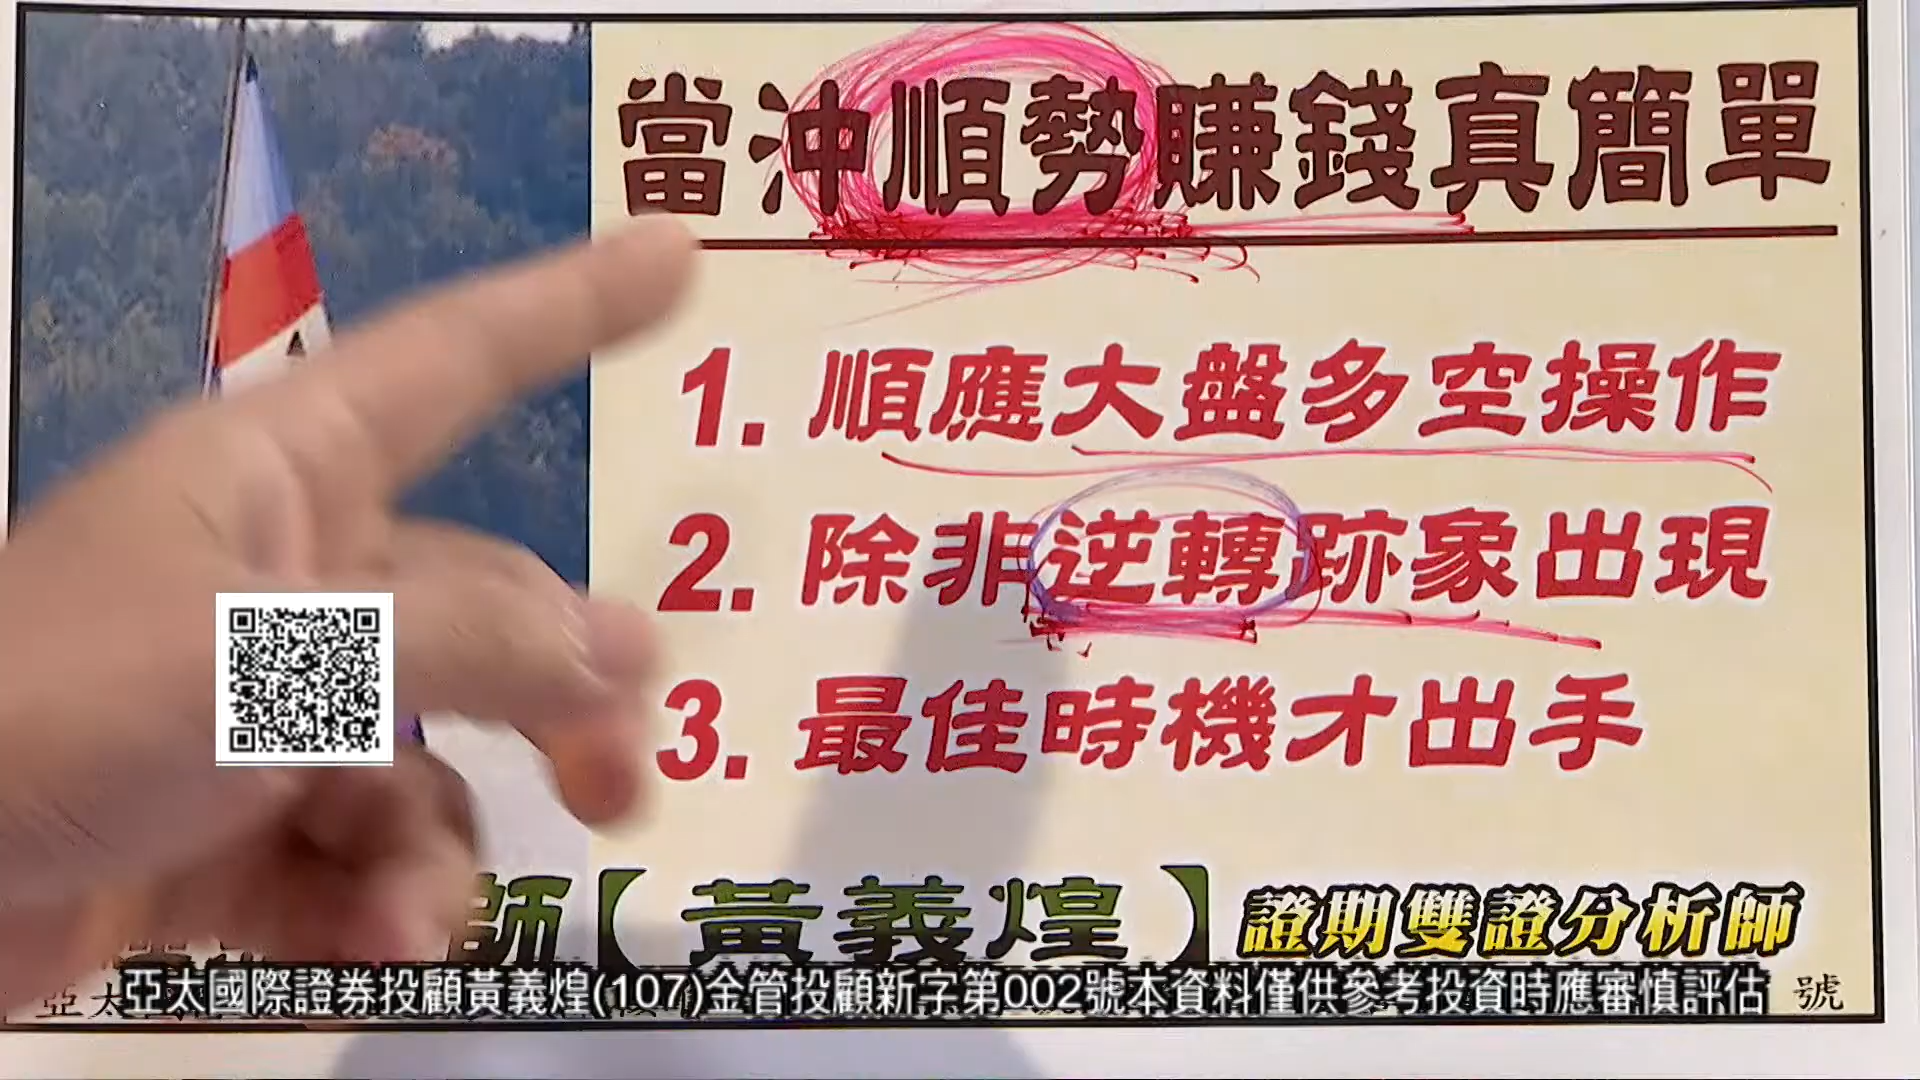 當沖順勢賺錢真簡單
1. 順應大盤多空操作
2. 除非逆轉跡象出現
3. 最佳時機才出手
師【黃義煌】證期雙證分析師
亞太國際證券投顧黃義煌(107)金管投顧新字第002號本資料僅供參考投資時應審慎評估
亞太
號